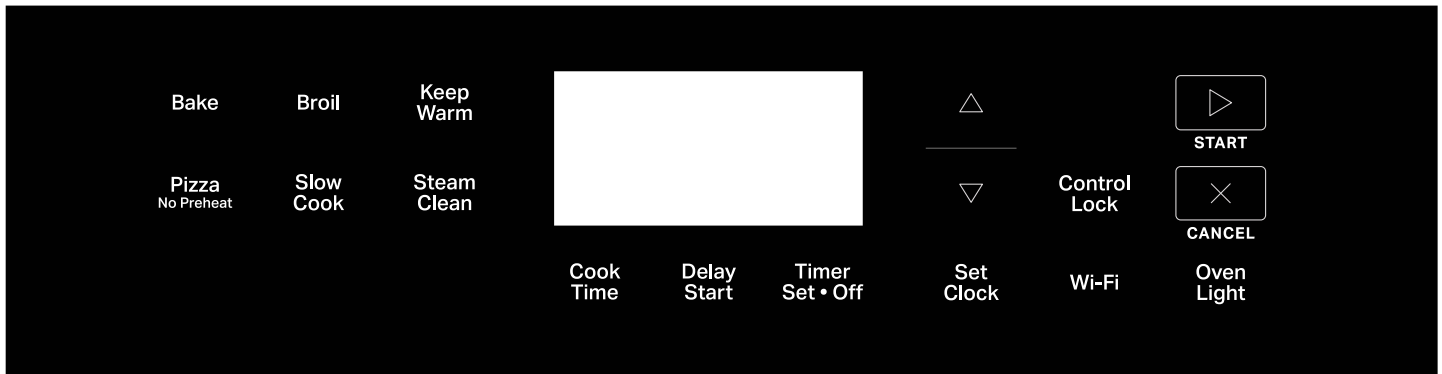 Bake
Broil
Keep
Warm
START
Pizza
No Preheat
Slow
Cook
Steam
Clean
Control
Lock
CANCEL
Cook
Time
Delay
Start
Timer
Set • Off
Set
Clock
Wi-Fi
Oven
Light